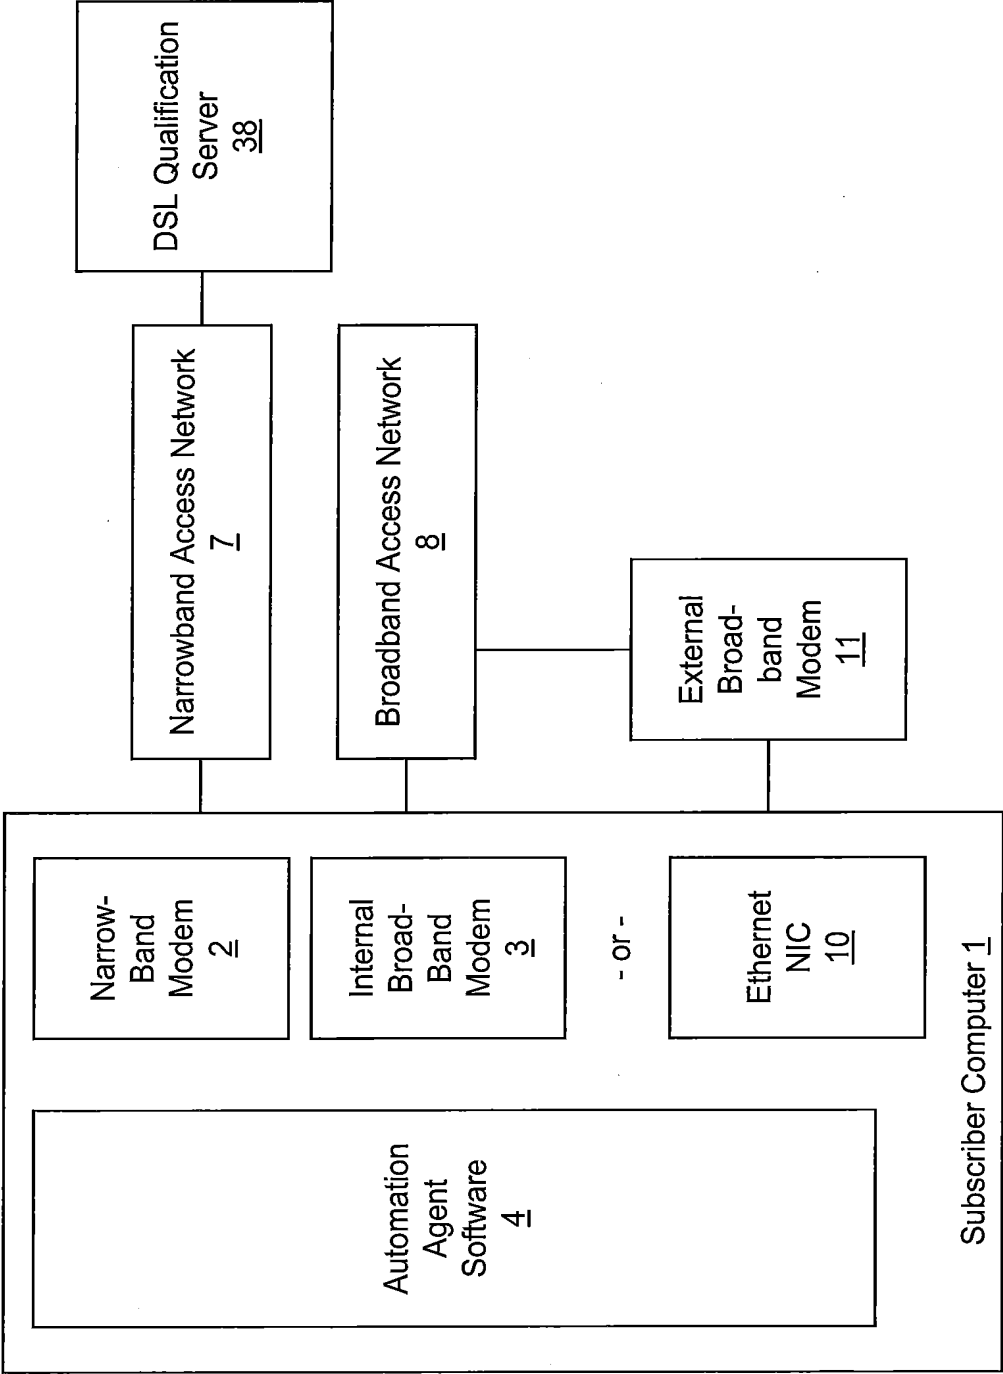 Automation
Agent
Software
4
Narrow-
Band
Modem
2
Internal
Broad-
Band
Modem
3
- or -
Ethernet
NIC
10
Subscriber Computer 1
Narrowband Access Network
7
Broadband Access Network
8
External
Broad-
band
Modem
11
DSL Qualification
Server
38